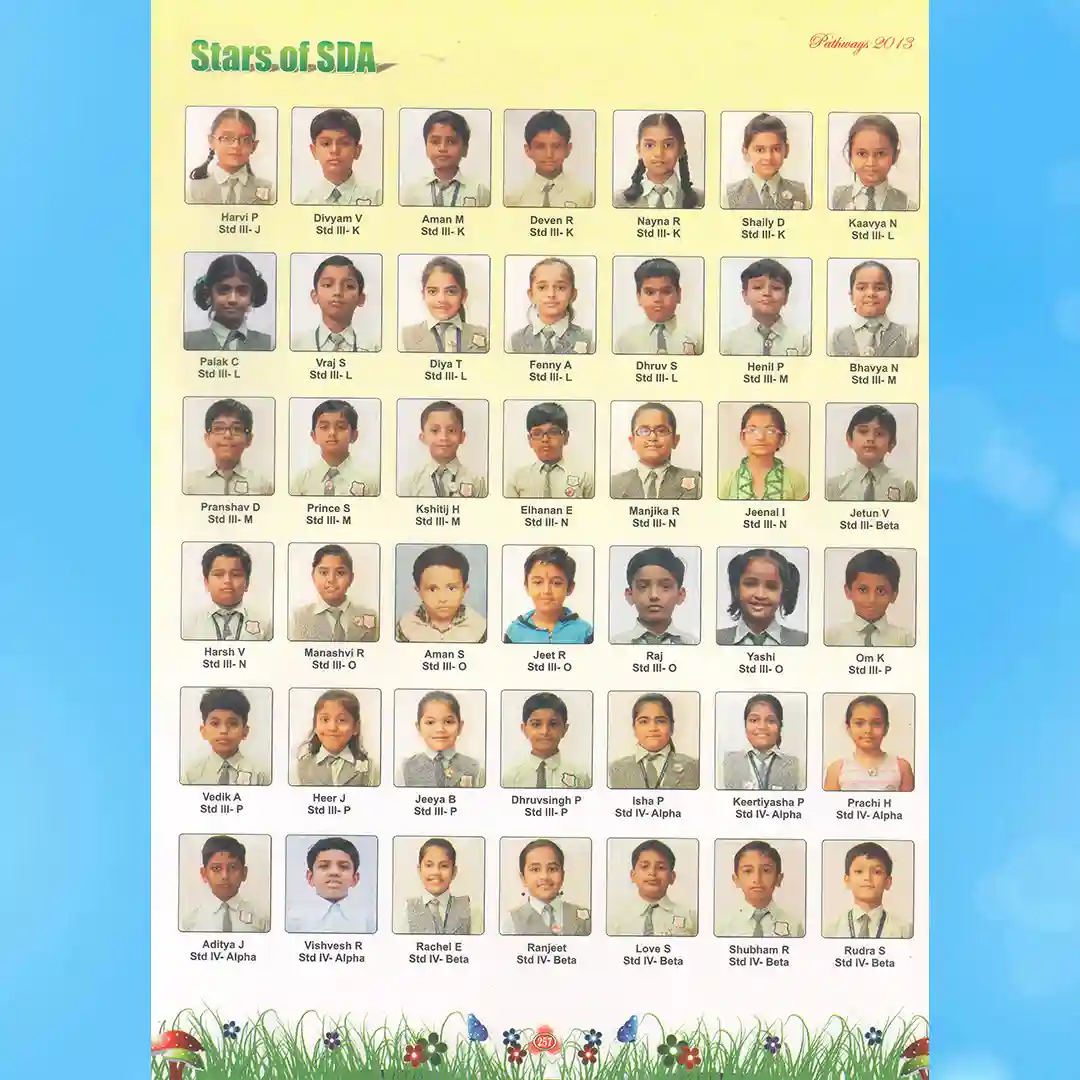 Stars of SDA
Pathways 2013
Harvi P
Std III- J
Divyam V
Std III- K
Aman M
Std III- K
Deven R
Std III- K
Nayna R
Std III- K
Shaily D
Std III- K
Kaavya N
Std III- L
Palak C
Std III- L
Vraj S
Std III- L
Diya T
Std III- L
Fenny A
Std III- L
Dhruv S
Std III- L
Henil P
Std III- M
Bhavya N
Std III- M
Pranshav D
Std III- M
Prince S
Std III- M
Kshitij H
Std III- M
Elhanan E
Std III- N
Manjika R
Std III- N
Jeenal I
Std III- N
Jetun V
Std III- Beta
Harsh V
Std III- N
Manashvi R
Std III- O
Aman S
Std III- O
Jeet R
Std III- O
Raj
Std III- O
Yashi
Std III- O
Om K
Std III- P
Vedik A
Std III- P
Heer J
Std III- P
Jeeya B
Std III- P
Dhruvsingh P
Std III- P
Isha P
Std IV- Alpha
Keertiyasha P
Std IV- Alpha
Prachi H
Std IV- Alpha
Aditya J
Std IV- Alpha
Vishvesh R
Std IV- Alpha
Rachel E
Std IV- Beta
Ranjeet
Std IV- Beta
Love S
Std IV- Beta
Shubham R
Std IV- Beta
Rudra S
Std IV- Beta
257